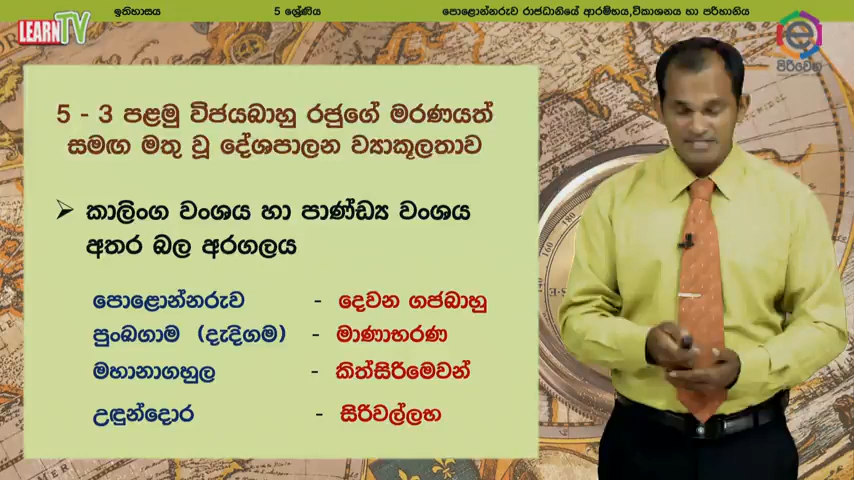 ඉතිහාසය
5 ශ්‍රේණිය
පොළොන්නරුව රාජධානියේ ආරම්භය,විකාශනය හා පරිහානිය
LEARN TV
පිරිවෙන
5 - 3 පළමු විජයබාහු රජුගේ මරණයත්
සමඟ මතු වූ දේශපාලන ව්‍යාකූලතාව
➢ කාලිංග වංශය හා පාණ්ඩ්‍ය වංශය
අතර බල අරගලය
පොළොන්නරුව - දෙවන ගජබාහු
පුංඛගාම (දැදිගම) - මාණාභරණ
මහානාගහුල - කිත්සිරිමෙවන්
උඳුන්දොර - සිරිවල්ලභ